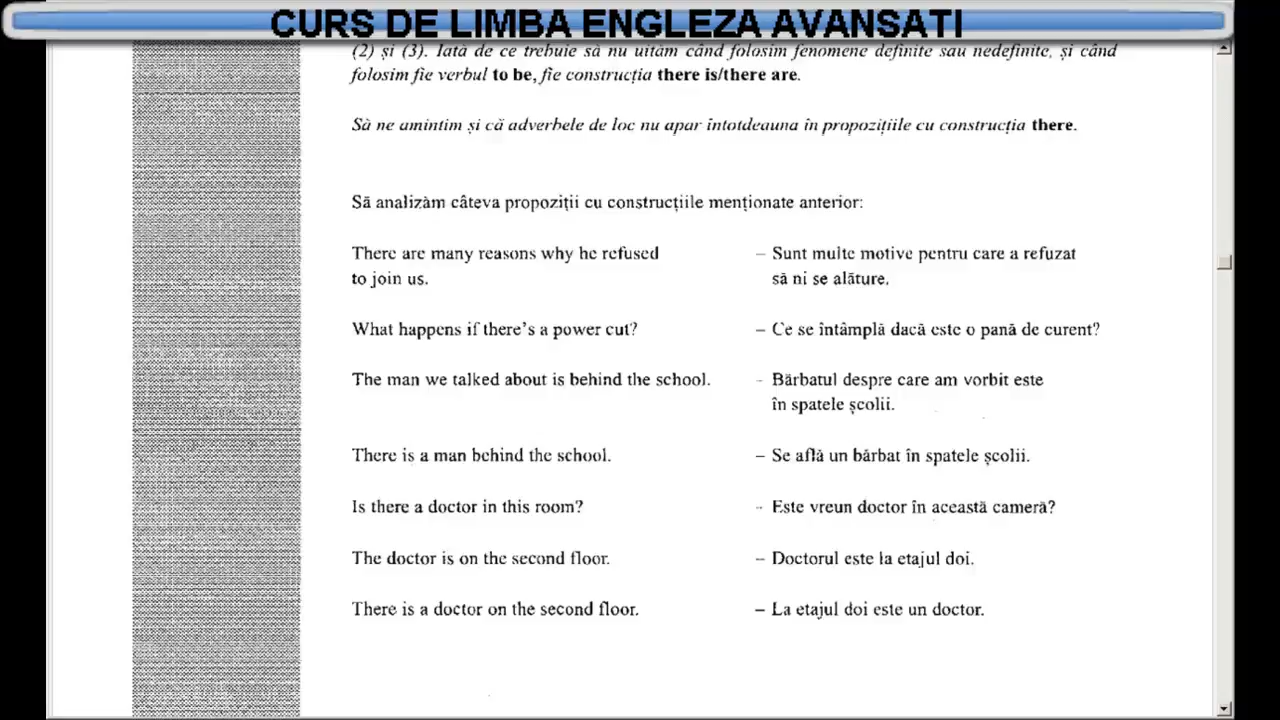 CURS DE LIMBA ENGLEZA AVANSATI
(2) și (3). Iată de ce trebuie să nu uităm când folosim fenomene definite sau nedefinite, și când
folosim fie verbul to be, fie construcția there is/there are.
Să ne amintim și că adverbele de loc nu apar întotdeauna în propozițiile cu construcția there.
Să analizăm câteva propoziții cu construcțiile menționate anterior:
There are many reasons why he refused – Sunt multe motive pentru care a refuzat
to join us. să ni se alăture.
What happens if there's a power cut? – Ce se întâmplă dacă este o pană de curent?
The man we talked about is behind the school. - Bărbatul despre care am vorbit este
în spatele școlii.
There is a man behind the school. – Se află un bărbat în spatele școlii.
Is there a doctor in this room? - Este vreun doctor în această cameră?
The doctor is on the second floor. – Doctorul este la etajul doi.
There is a doctor on the second floor. – La etajul doi este un doctor.